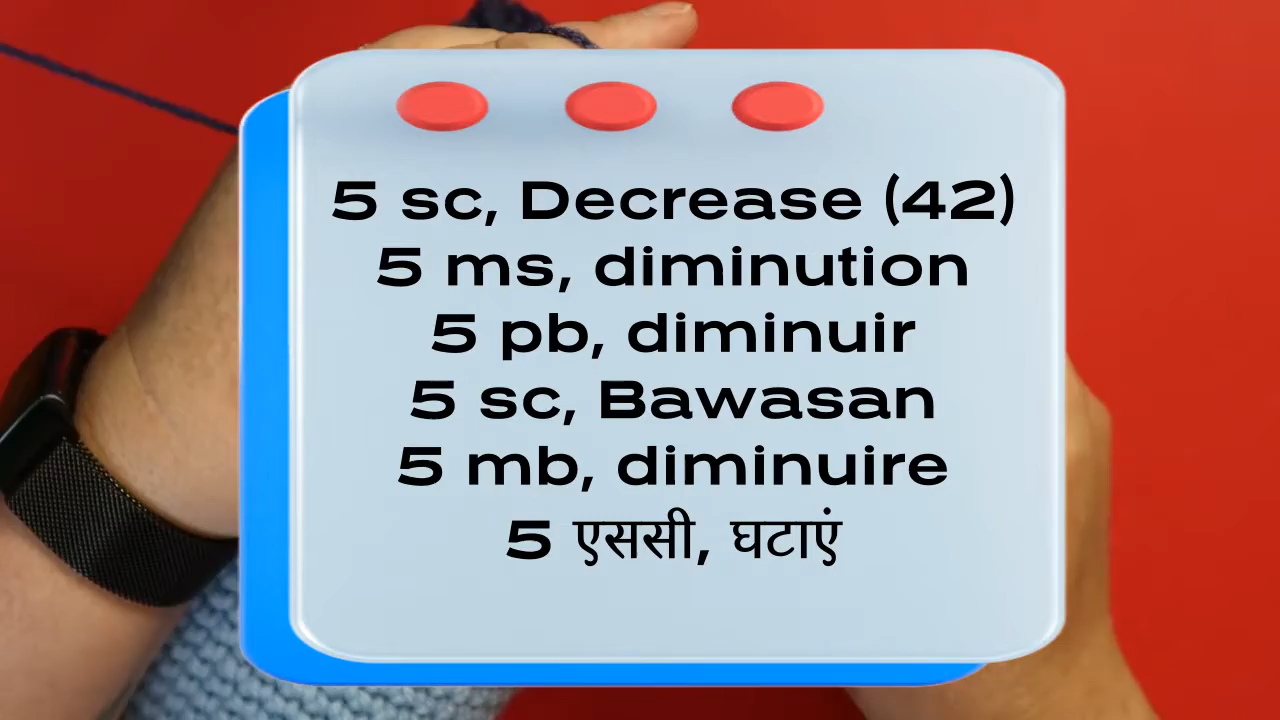 5 sc, Decrease (42)
5 ms, diminution
5 pb, diminuir
5 sc, Bawasan
5 mb, diminuire
5 एससी, घटाएं